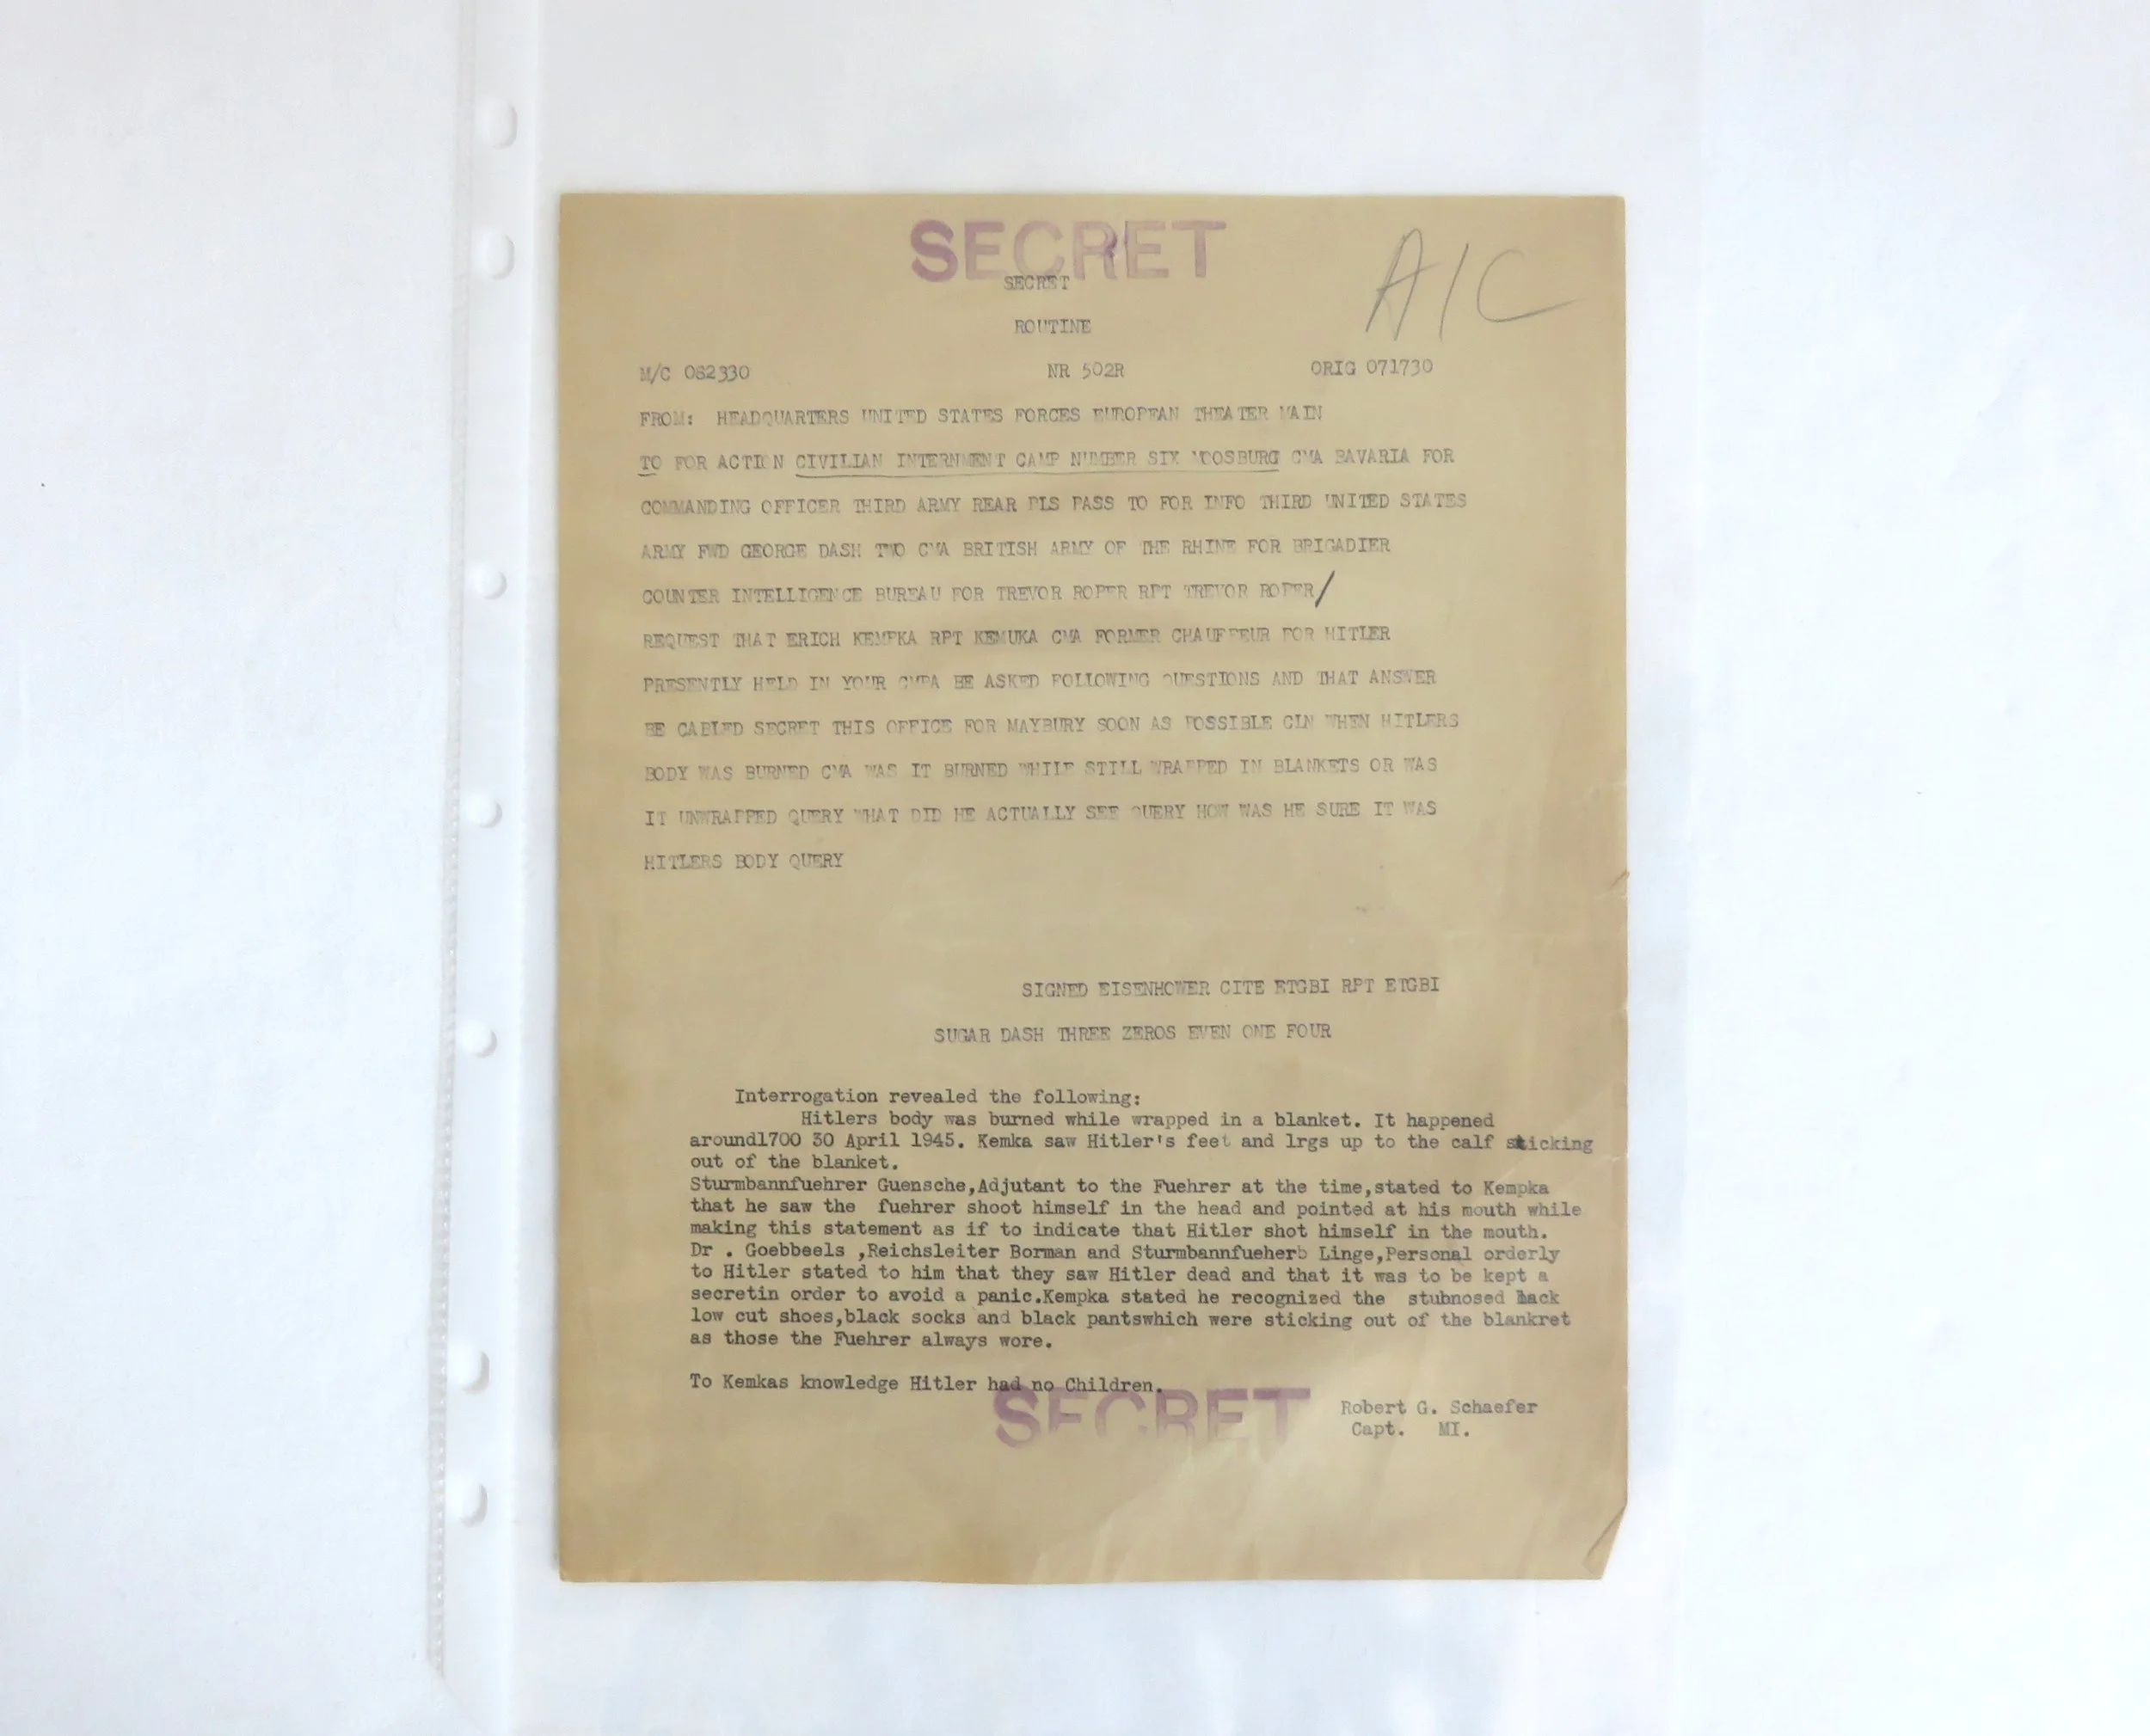 SECRET
SECRET
A/C
ROUTINE
M/C 082330 NR 502R ORIG 071730
FROM: HEADQUARTERS UNITED STATES FORCES EUROPEAN THEATER MAIN
TO FOR ACTION CIVILIAN INTERNMENT CAMP NUMBER SIX MOOSBURG CMA BAVARIA FOR
COMMANDING OFFICER THIRD ARMY REAR PLS PASS TO FOR INFO THIRD UNITED STATES
ARMY FWD GEORGE DASH TWO CMA BRITISH ARMY OF THE RHINE FOR BRIGADIER
COUNTER INTELLIGENCE BUREAU FOR TREVOR ROPER RPT TREVOR ROPER/
REQUEST THAT ERICH KEMPKA RPT KEMUKA CMA FORMER CHAUFFEUR FOR HITLER
PRESENTLY HELD IN YOUR BE ASKED FOLLOWING QUESTIONS AND THAT ANSWER
BE CABLED SECRET THIS OFFICE FOR MAYBURY SOON AS POSSIBLE CLN WHEN HITLERS
BODY WAS BURNED CMA WAS IT BURNED WHILE STILL WRAPPED IN BLANKETS OR WAS
IT UNWRAPPED QUERY WHAT DID HE ACTUALLY SEE QUERY HOW WAS HE SURE IT WAS
HITLERS BODY QUERY
SIGNED EISENHOWER CITE ETGBI RPT ETGBI
SUGAR DASH THREE ZEROS EVEN ONE FOUR
Interrogation revealed the following:
Hitlers body was burned while wrapped in a blanket. It happened
around1700 30 April 1945. Kemka saw Hitler's feet and lrgs up to the calf sticking
out of the blanket.
Sturmbannfuehrer Guensche,Adjutant to the Fuehrer at the time,stated to Kempka
that he saw the fuehrer shoot himself in the head and pointed at his mouth while
making this statement as if to indicate that Hitler shot himself in the mouth.
Dr . Goebbeels ,Reichsleiter Borman and Sturmbannfueherb Linge,Personal orderly
to Hitler stated to him that they saw Hitler dead and that it was to be kept a
secretin order to avoid a panic.Kempka stated he recognized the stubnosed
low cut shoes,black socks and black pantswhich were sticking out of the blankret
as those the Fuehrer always wore.
To Kemkas knowledge Hitler had no Children.
SECRET
Robert G. Schaefer
Capt. MI.